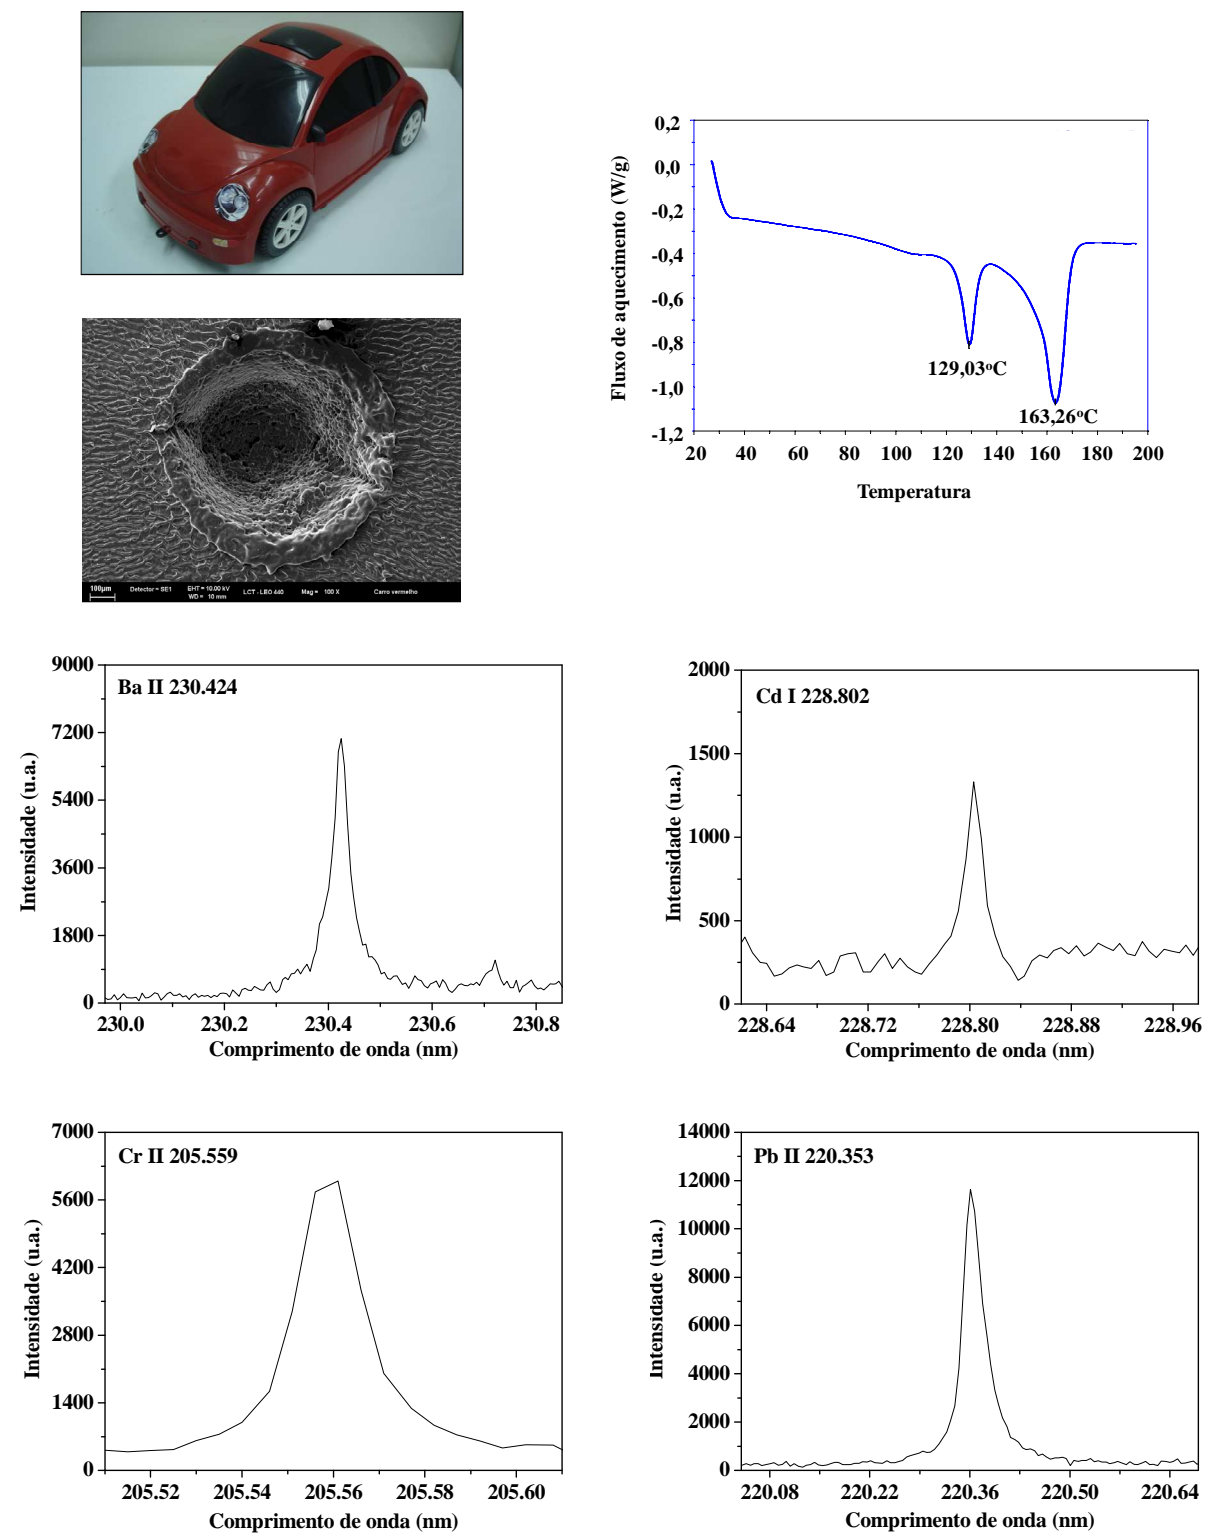 0,2
0,0
-0,2
-0,4
-0,6
-0,8
-1,0
-1,2
Fluxo de aquecimento (W/g)
129,03°C
163,26°C
20 40 60 80 100 120 140 160 180 200
Temperatura
100µm
Detector = SE1
EHT = 10.00 kV
WD = 10 mm
LCT - LEO 440
Mag = 100 X
Carro vermelho
Ba II 230.424
9000
7200
5400
3600
1800
0
Intensidade (u.a.)
230.0 230.2 230.4 230.6 230.8
Comprimento de onda (nm)
Cd I 228.802
2000
1500
1000
500
0
Intensidade (u.a.)
228.64 228.72 228.80 228.88 228.96
Comprimento de onda (nm)
Cr II 205.559
7000
5600
4200
2800
1400
0
Intensidade (u.a.)
205.52 205.54 205.56 205.58 205.60
Comprimento de onda (nm)
Pb II 220.353
14000
12000
10000
8000
6000
4000
2000
0
Intensidade (u.a.)
220.08 220.22 220.36 220.50 220.64
Comprimento de onda (nm)